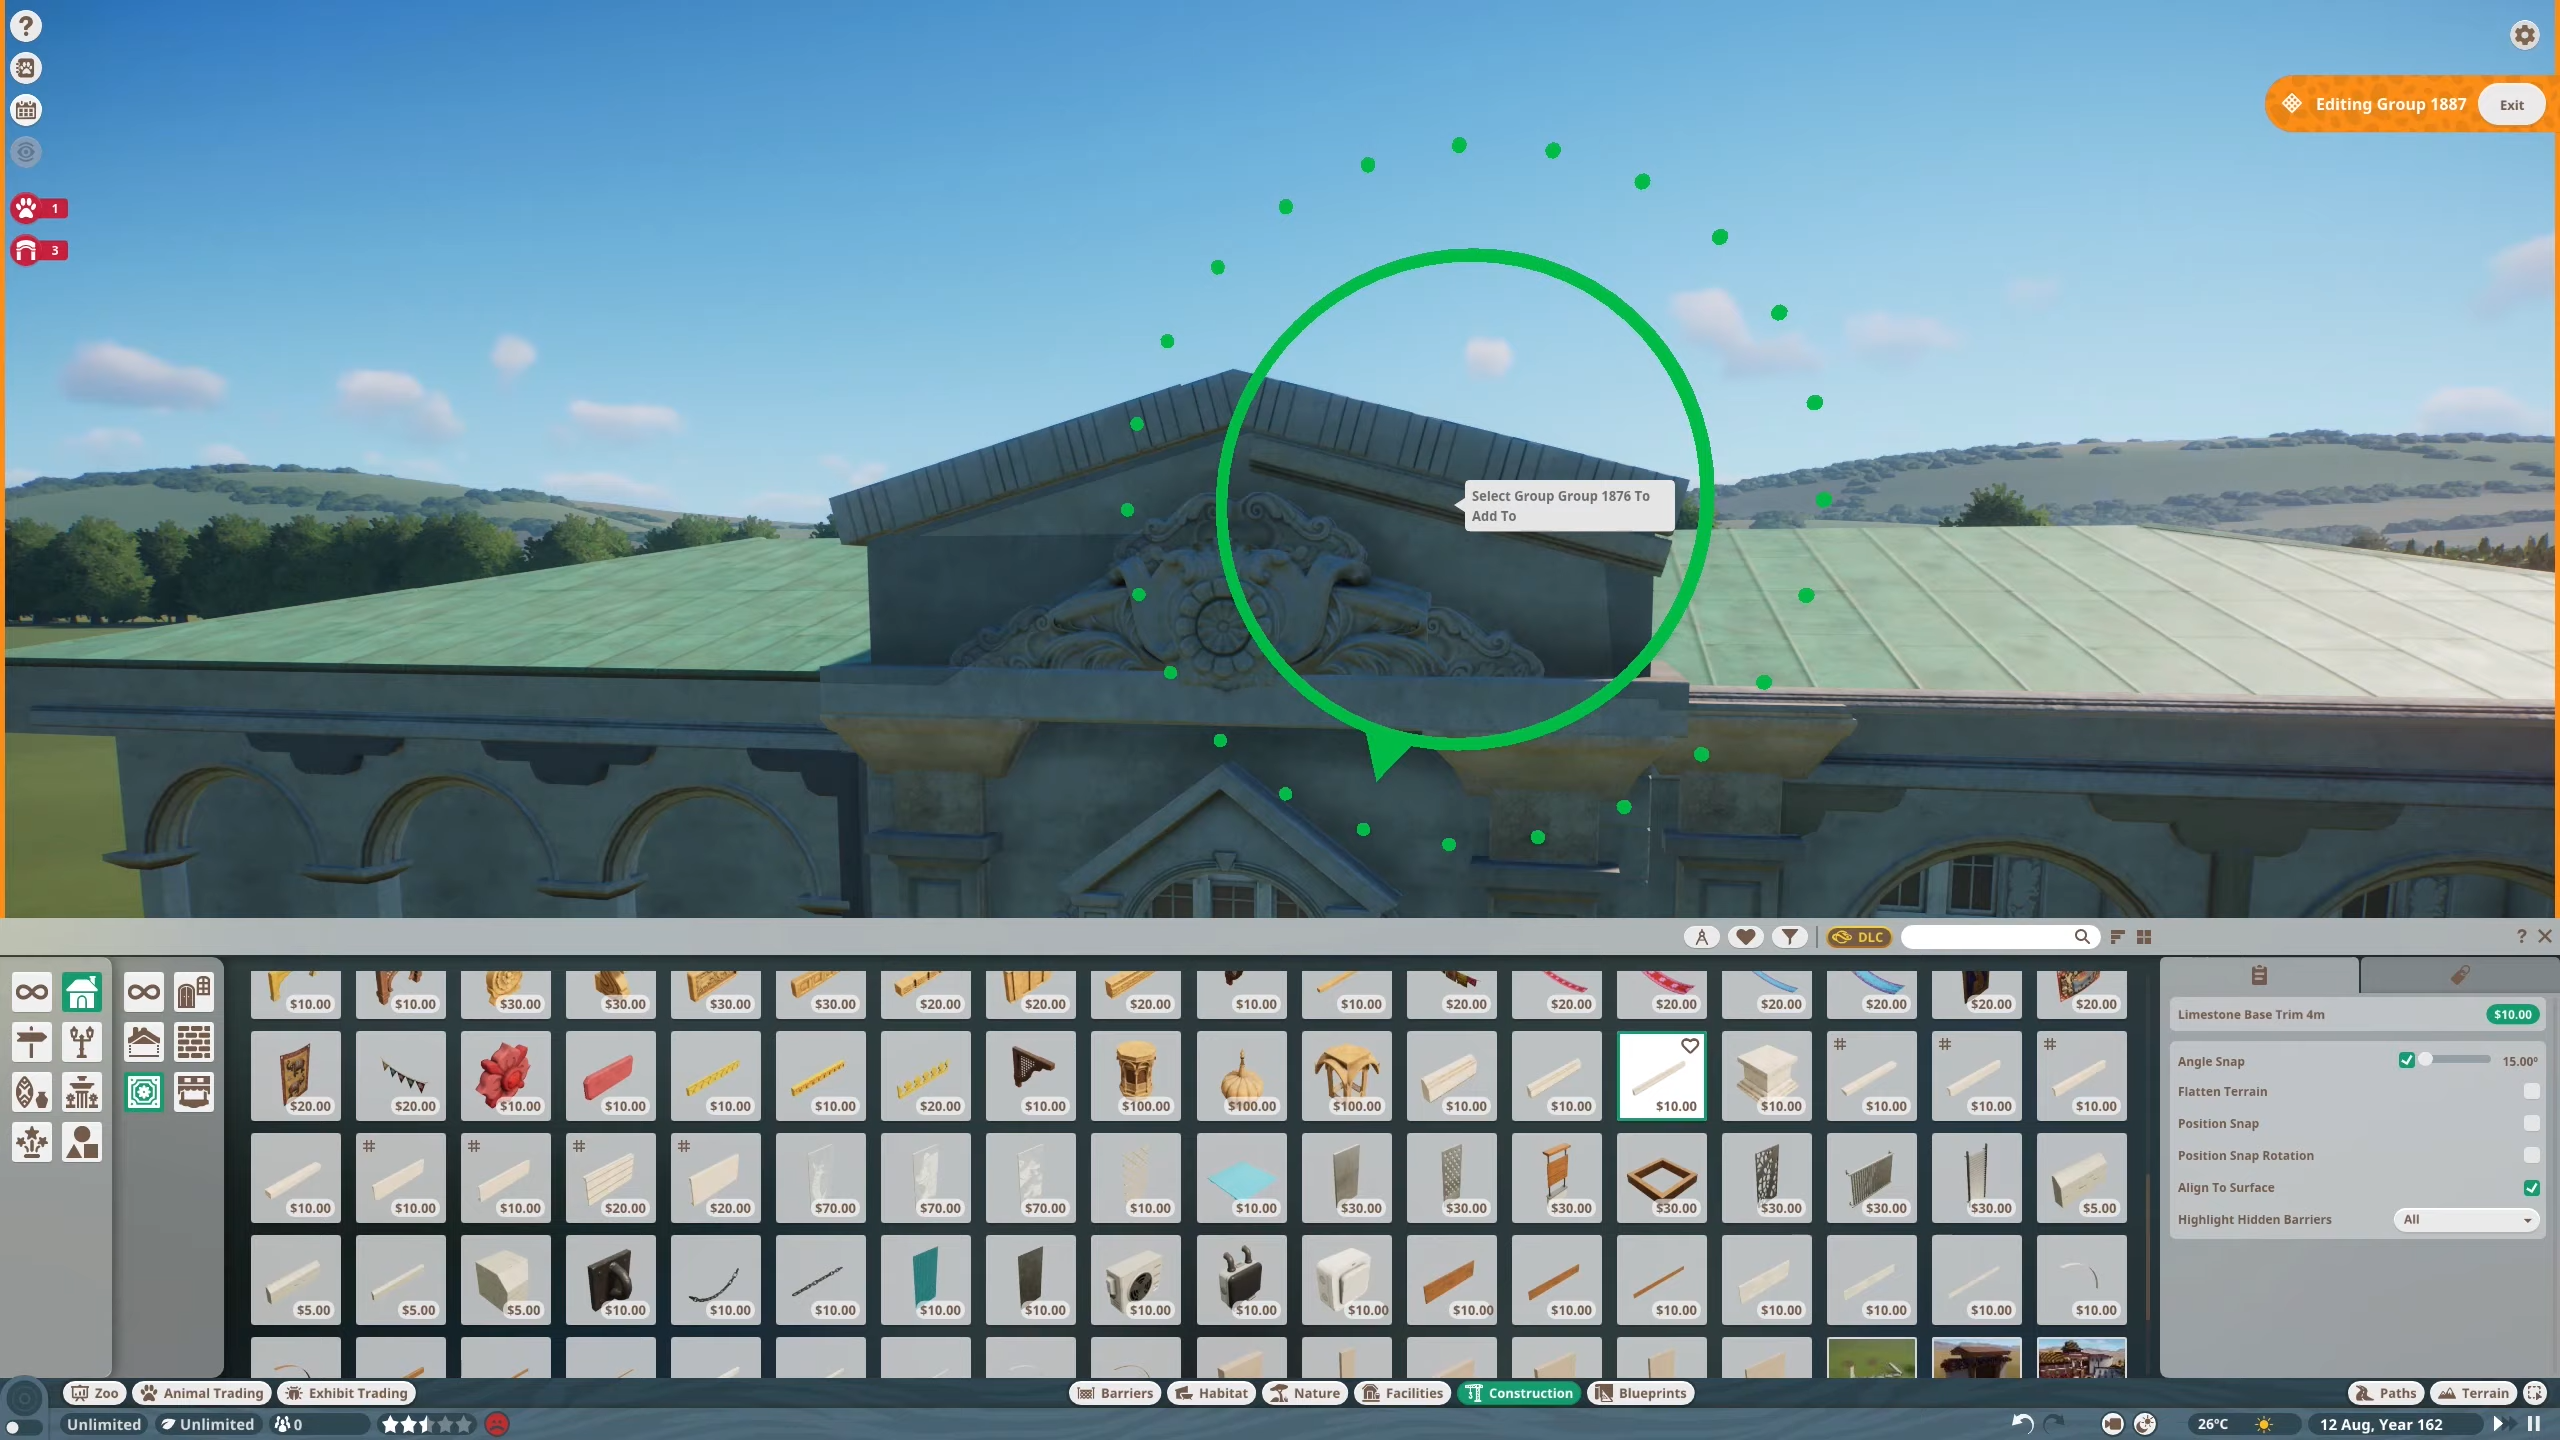 Editing Group 1887
Exit
1
3
Select Group Group 1876 To
Add To
DLC
?
$10.00 $10.00 $30.00 $30.00 $30.00 $30.00 $20.00 $20.00 $20.00 $10.00 $10.00 $20.00 $20.00 $20.00 $20.00 $20.00 $20.00 $20.00
$20.00 $20.00 $10.00 $10.00 $10.00 $10.00 $20.00 $10.00 $100.00 $100.00 $100.00 $10.00 $10.00 $10.00 $10.00 $10.00 $10.00 $10.00
$10.00 $10.00 $10.00 $20.00 $20.00 $70.00 $70.00 $70.00 $10.00 $10.00 $30.00 $30.00 $30.00 $30.00 $30.00 $30.00 $30.00 $5.00
$5.00 $5.00 $5.00 $10.00 $10.00 $10.00 $10.00 $10.00 $10.00 $10.00 $10.00 $10.00 $10.00 $10.00 $10.00 $10.00 $10.00 $10.00
Limestone Base Trim 4m $10.00
Angle Snap 15.00°
Flatten Terrain
Position Snap
Position Snap Rotation
Align To Surface
Highlight Hidden Barriers All
Zoo Animal Trading Exhibit Trading Barriers Habitat Nature Facilities Construction Blueprints Paths Terrain
Unlimited Unlimited 0 26°C 12 Aug, Year 162